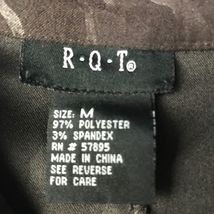 R·Q·T®
SIZE: M
97% POLYESTER
3% SPANDEX
RN # 57895
MADE IN CHINA
SEE REVERSE
FOR CARE